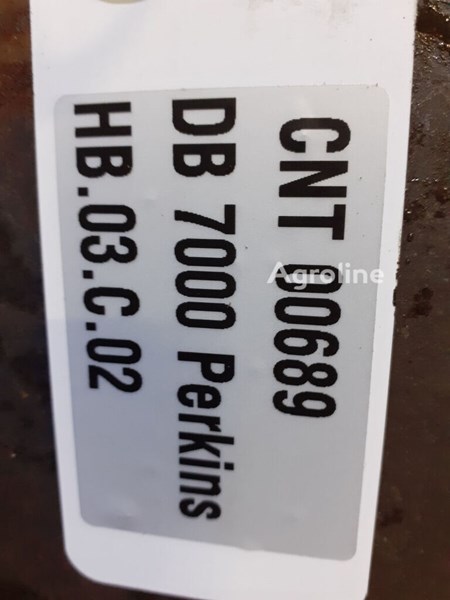 CNT 00689
DB 7000 Perkins
HB.03.C.02
Agroline